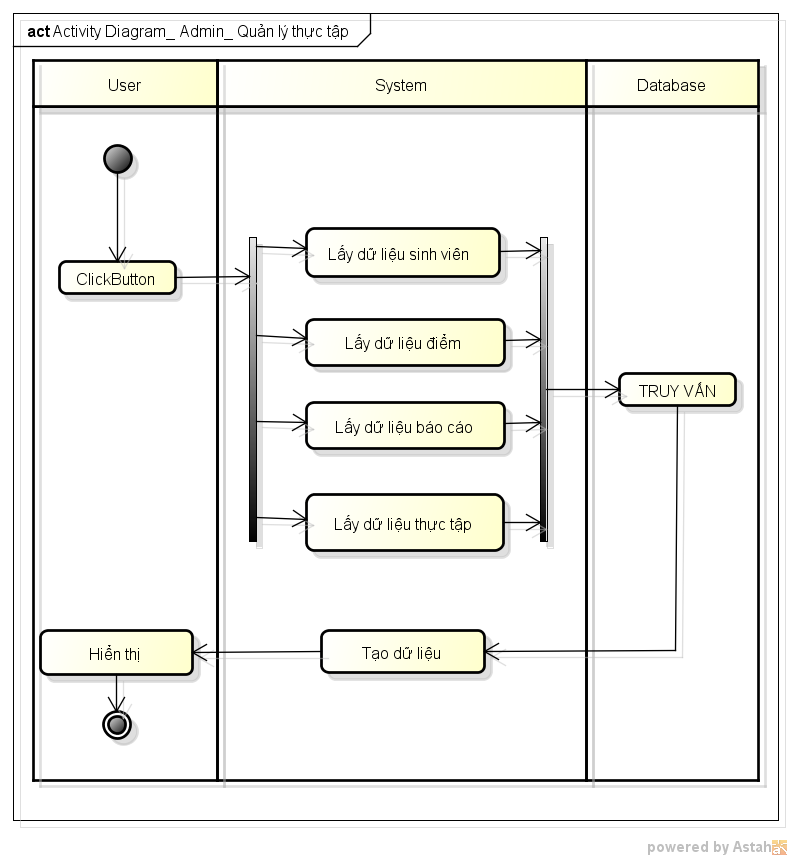 act Activity Diagram_ Admin_ Quản lý thực tập
User
System
Database
Lấy dữ liệu sinh viên
ClickButton
Lấy dữ liệu điểm
TRUY VẤN
Lấy dữ liệu báo cáo
Lấy dữ liệu thực tập
Hiển thị
Tạo dữ liệu
powered by Astah